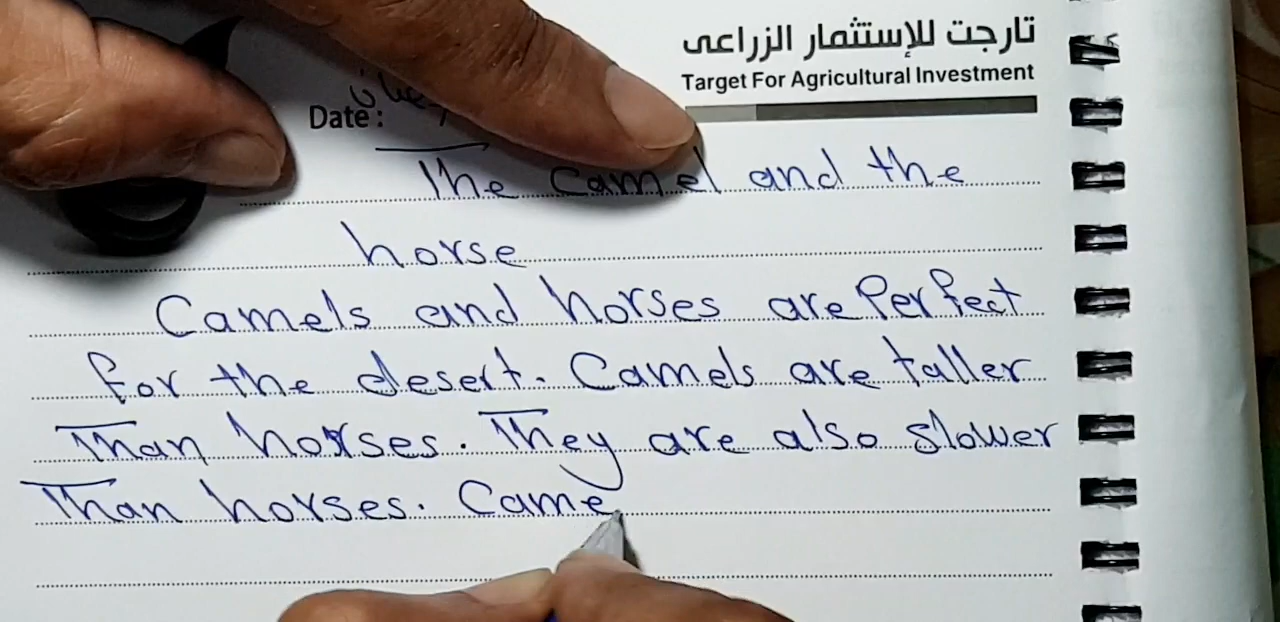 تارجت للإستثمار الزراعى
Target For Agricultural Investment
Date :
The Camel and the
horse
Camels and horses are Perfect
for the desert. Camels are taller
Than horses. They are also slower
Than horses. Came